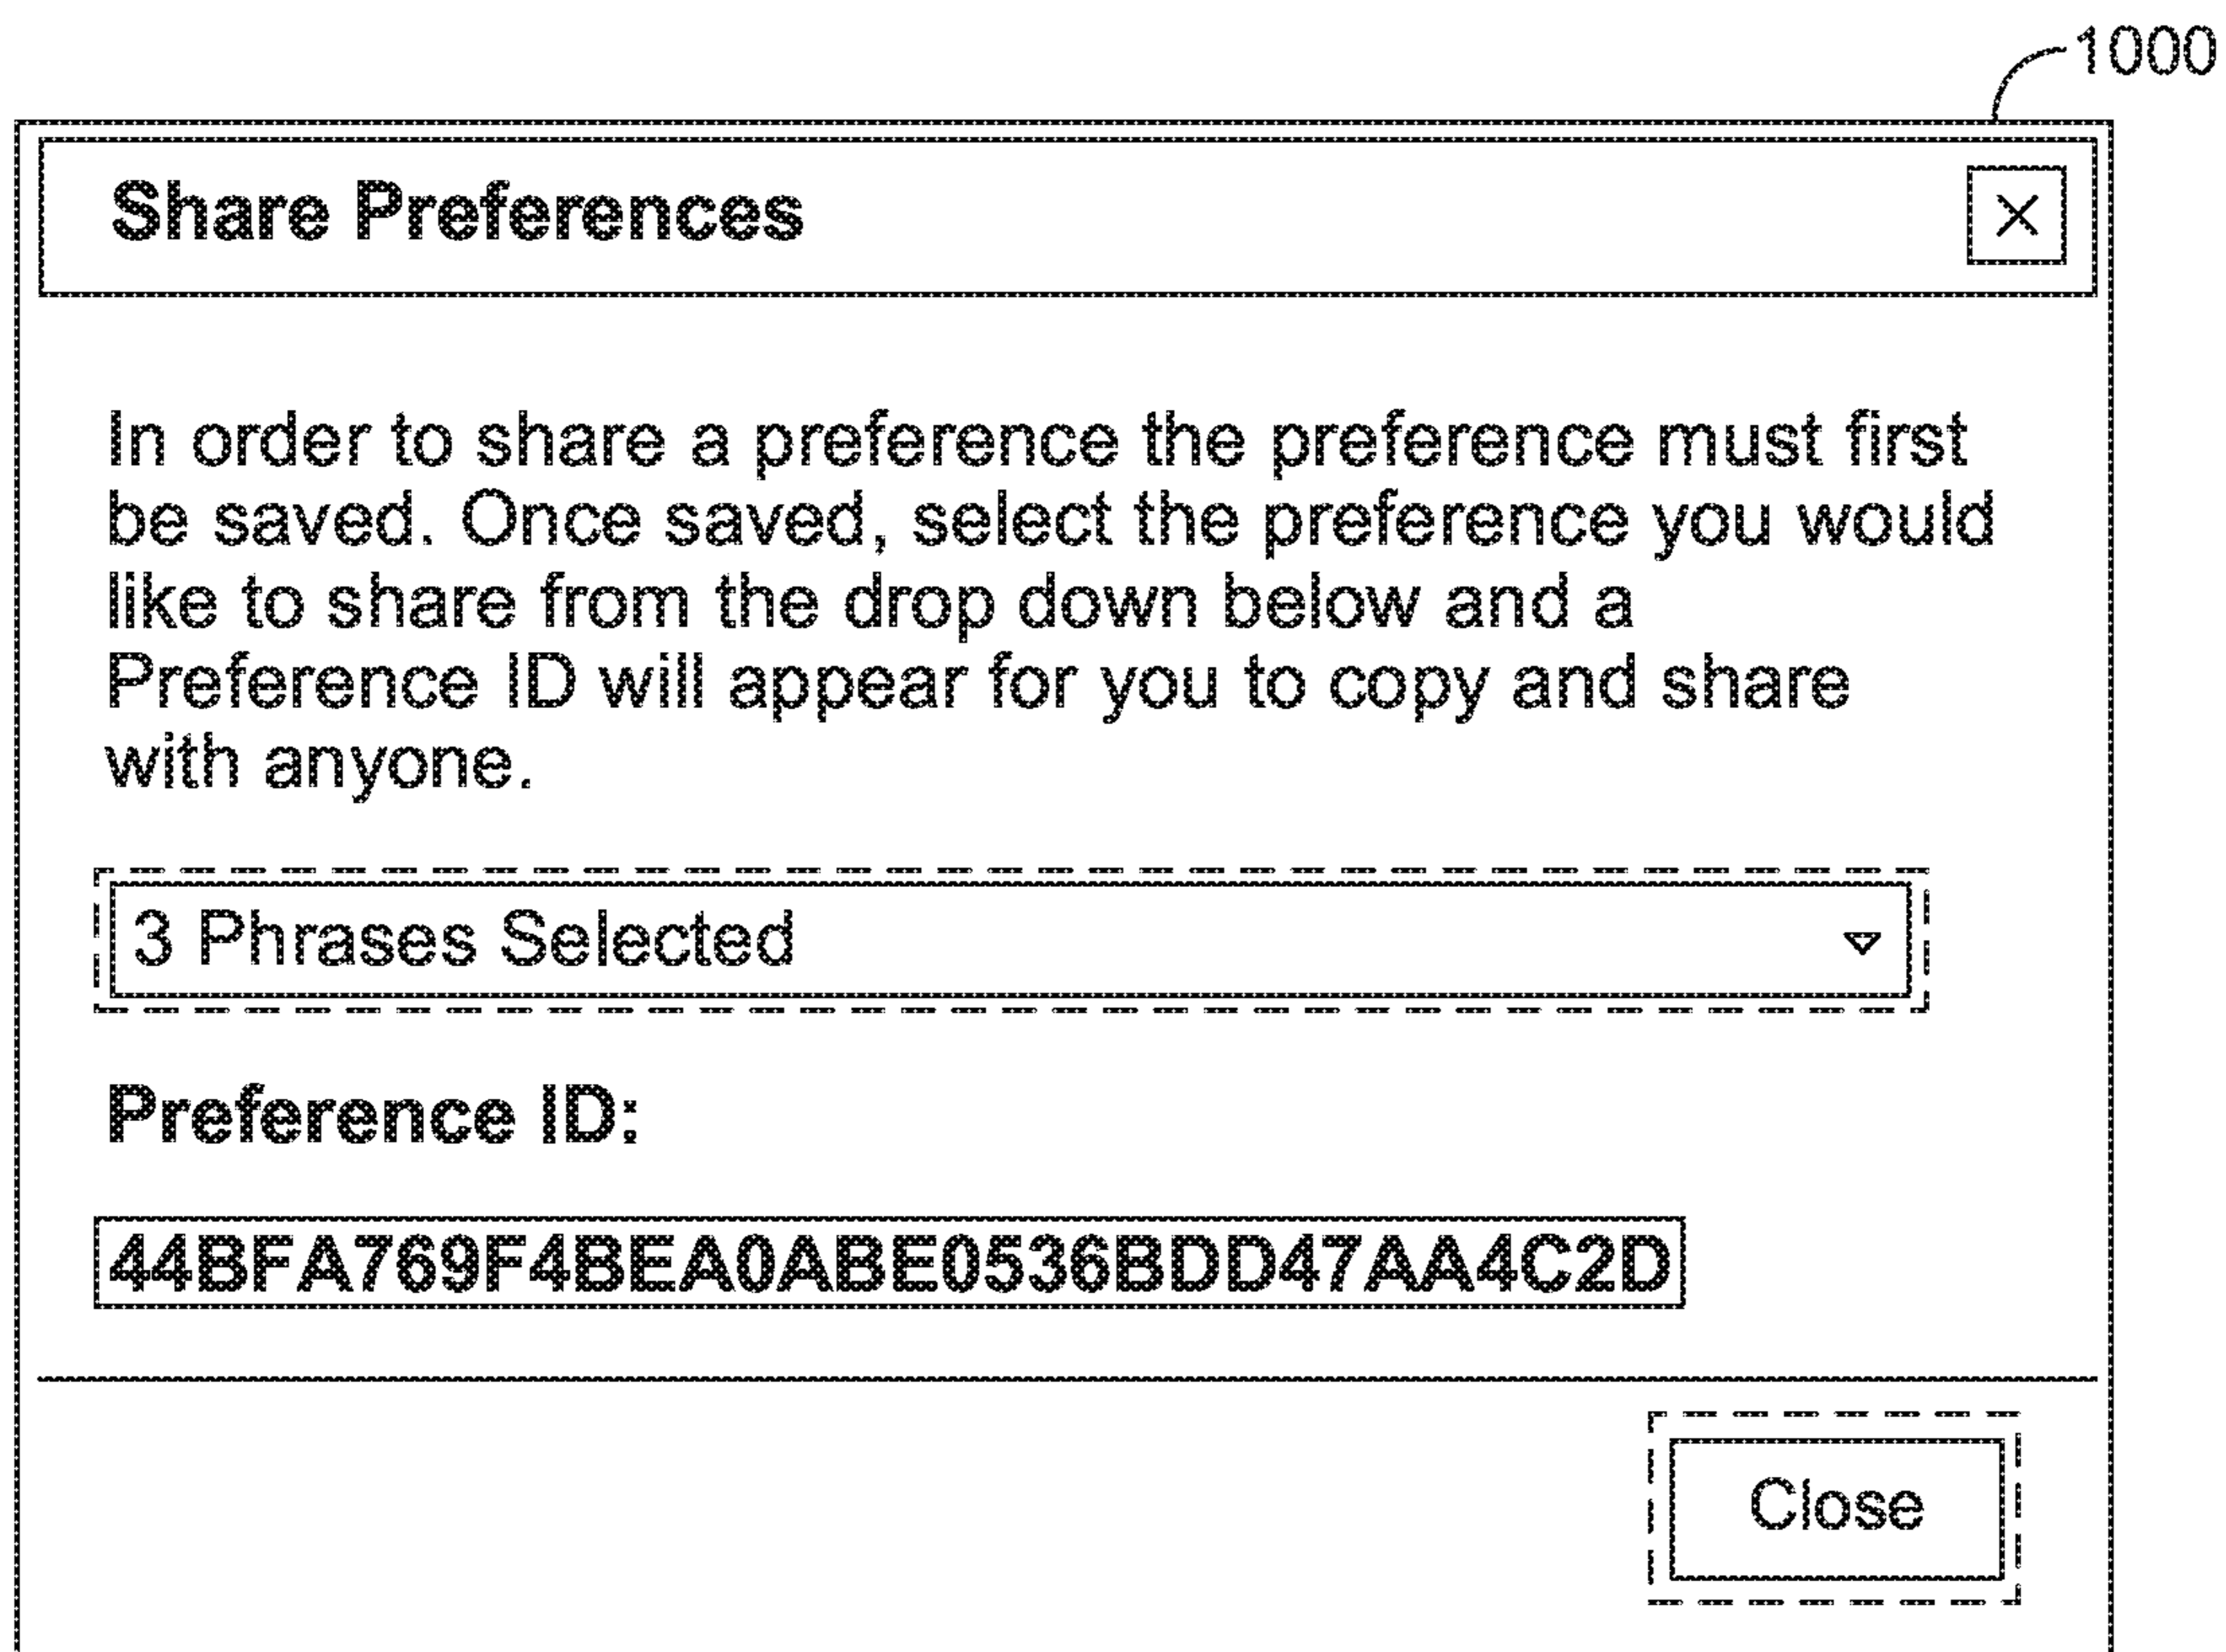 1000
Share Preferences
In order to share a preference the preference must first
be saved. Once saved, select the preference you would
like to share from the drop down below and a
Preference ID will appear for you to copy and share
with anyone.
3 Phrases Selected
Preference ID:
44BFA769F4BEA0ABE0536BDD47AA4C2D
Close